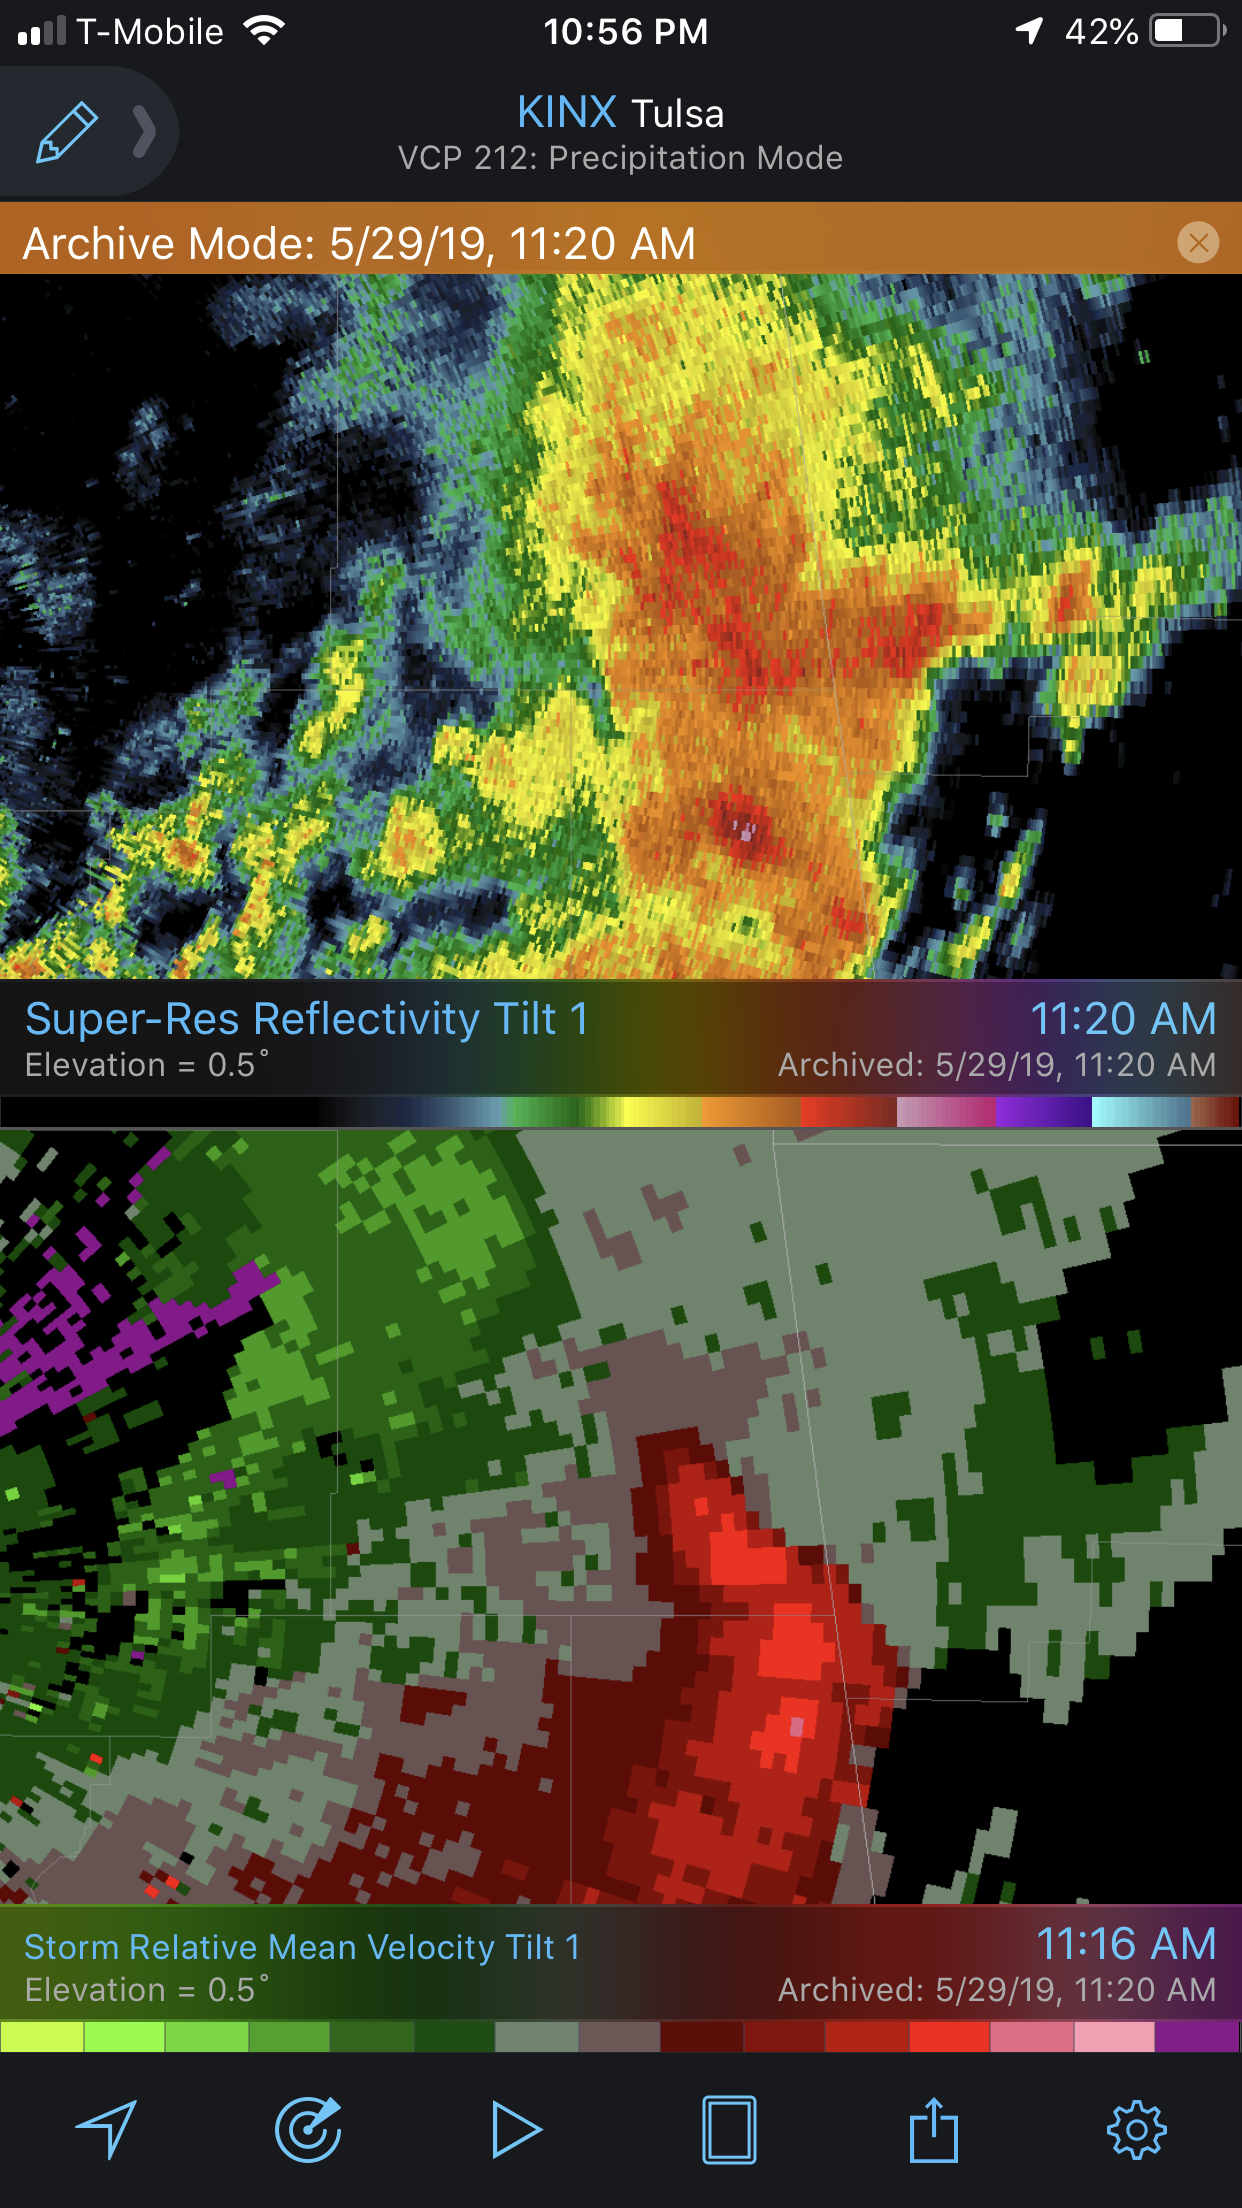 T-Mobile 10:56 PM 42%
KINX Tulsa
VCP 212: Precipitation Mode
Archive Mode: 5/29/19, 11:20 AM
Super-Res Reflectivity Tilt 1 11:20 AM
Elevation = 0.5° Archived: 5/29/19, 11:20 AM
Storm Relative Mean Velocity Tilt 1 11:16 AM
Elevation = 0.5° Archived: 5/29/19, 11:20 AM